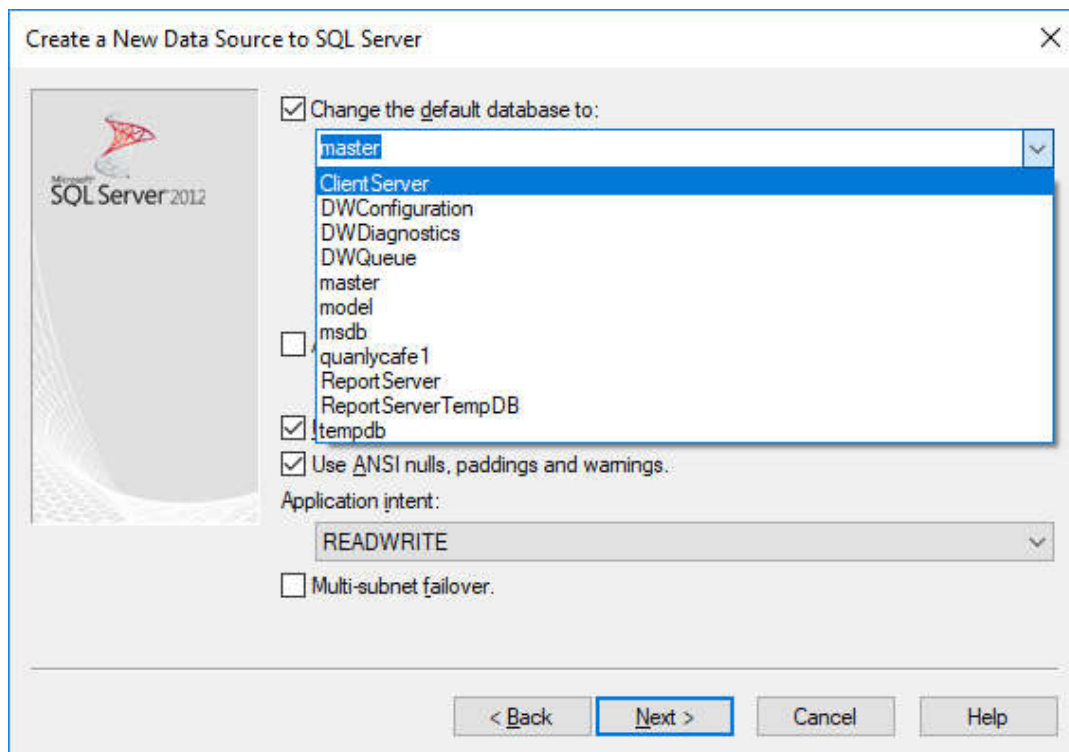 Create a New Data Source to SQL Server
Microsoft
SQL Server 2012
Change the default database to:
master
ClientServer
DWConfiguration
DWDiagnostics
DWQueue
master
model
msdb
quanlycafe1
ReportServer
ReportServerTempDB
tempdb
Use ANSI nulls, paddings and warnings.
Application intent:
READWRITE
Multi-subnet failover.
< Back
Next >
Cancel
Help